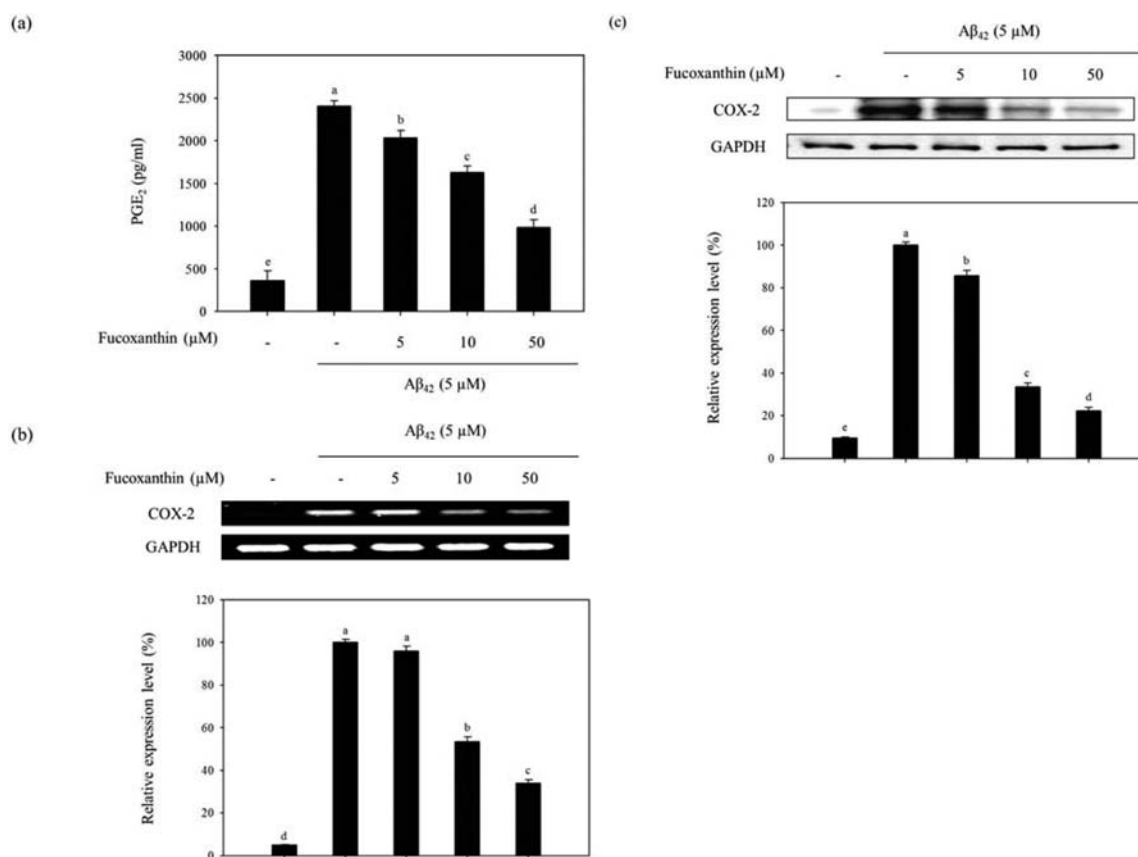 (a)
a
b
c
d
e
2500
2000
1500
1000
500
0
PGE₂ (pg/ml)
Fucoxanthin (µM) - - 5 10 50
Aβ₄₂ (5 µM)
(b)
Aβ₄₂ (5 µM)
Fucoxanthin (µM) - - 5 10 50
COX-2
GAPDH
120
100
80
60
40
20
0
Relative expression level (%)
d
a
a
b
c
(c)
Aβ₄₂ (5 µM)
Fucoxanthin (µM) - - 5 10 50
COX-2
GAPDH
120
100
80
60
40
20
0
Relative expression level (%)
e
a
b
c
d